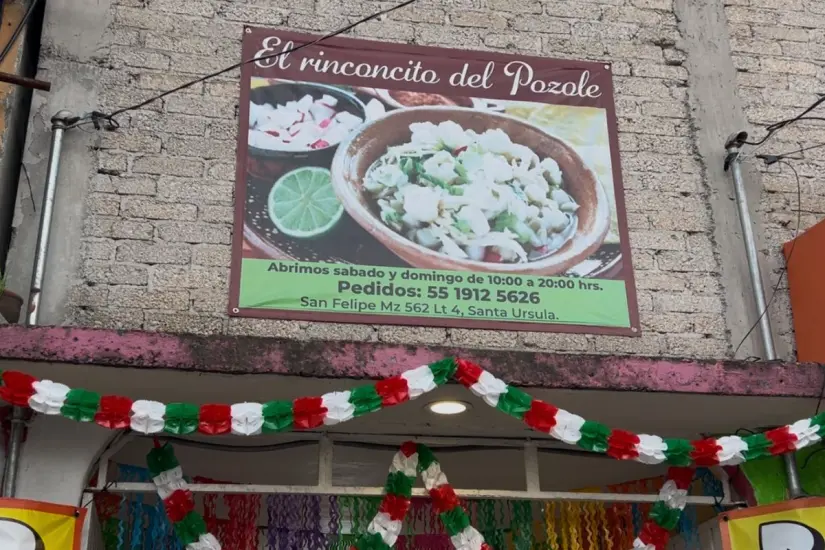 El rinconcito del Pozole
Abrimos sabado y domingo de 10:00 a 20:00 hrs.
Pedidos: 55 1912 5626
San Felipe Mz 562 Lt 4, Santa Ursula.